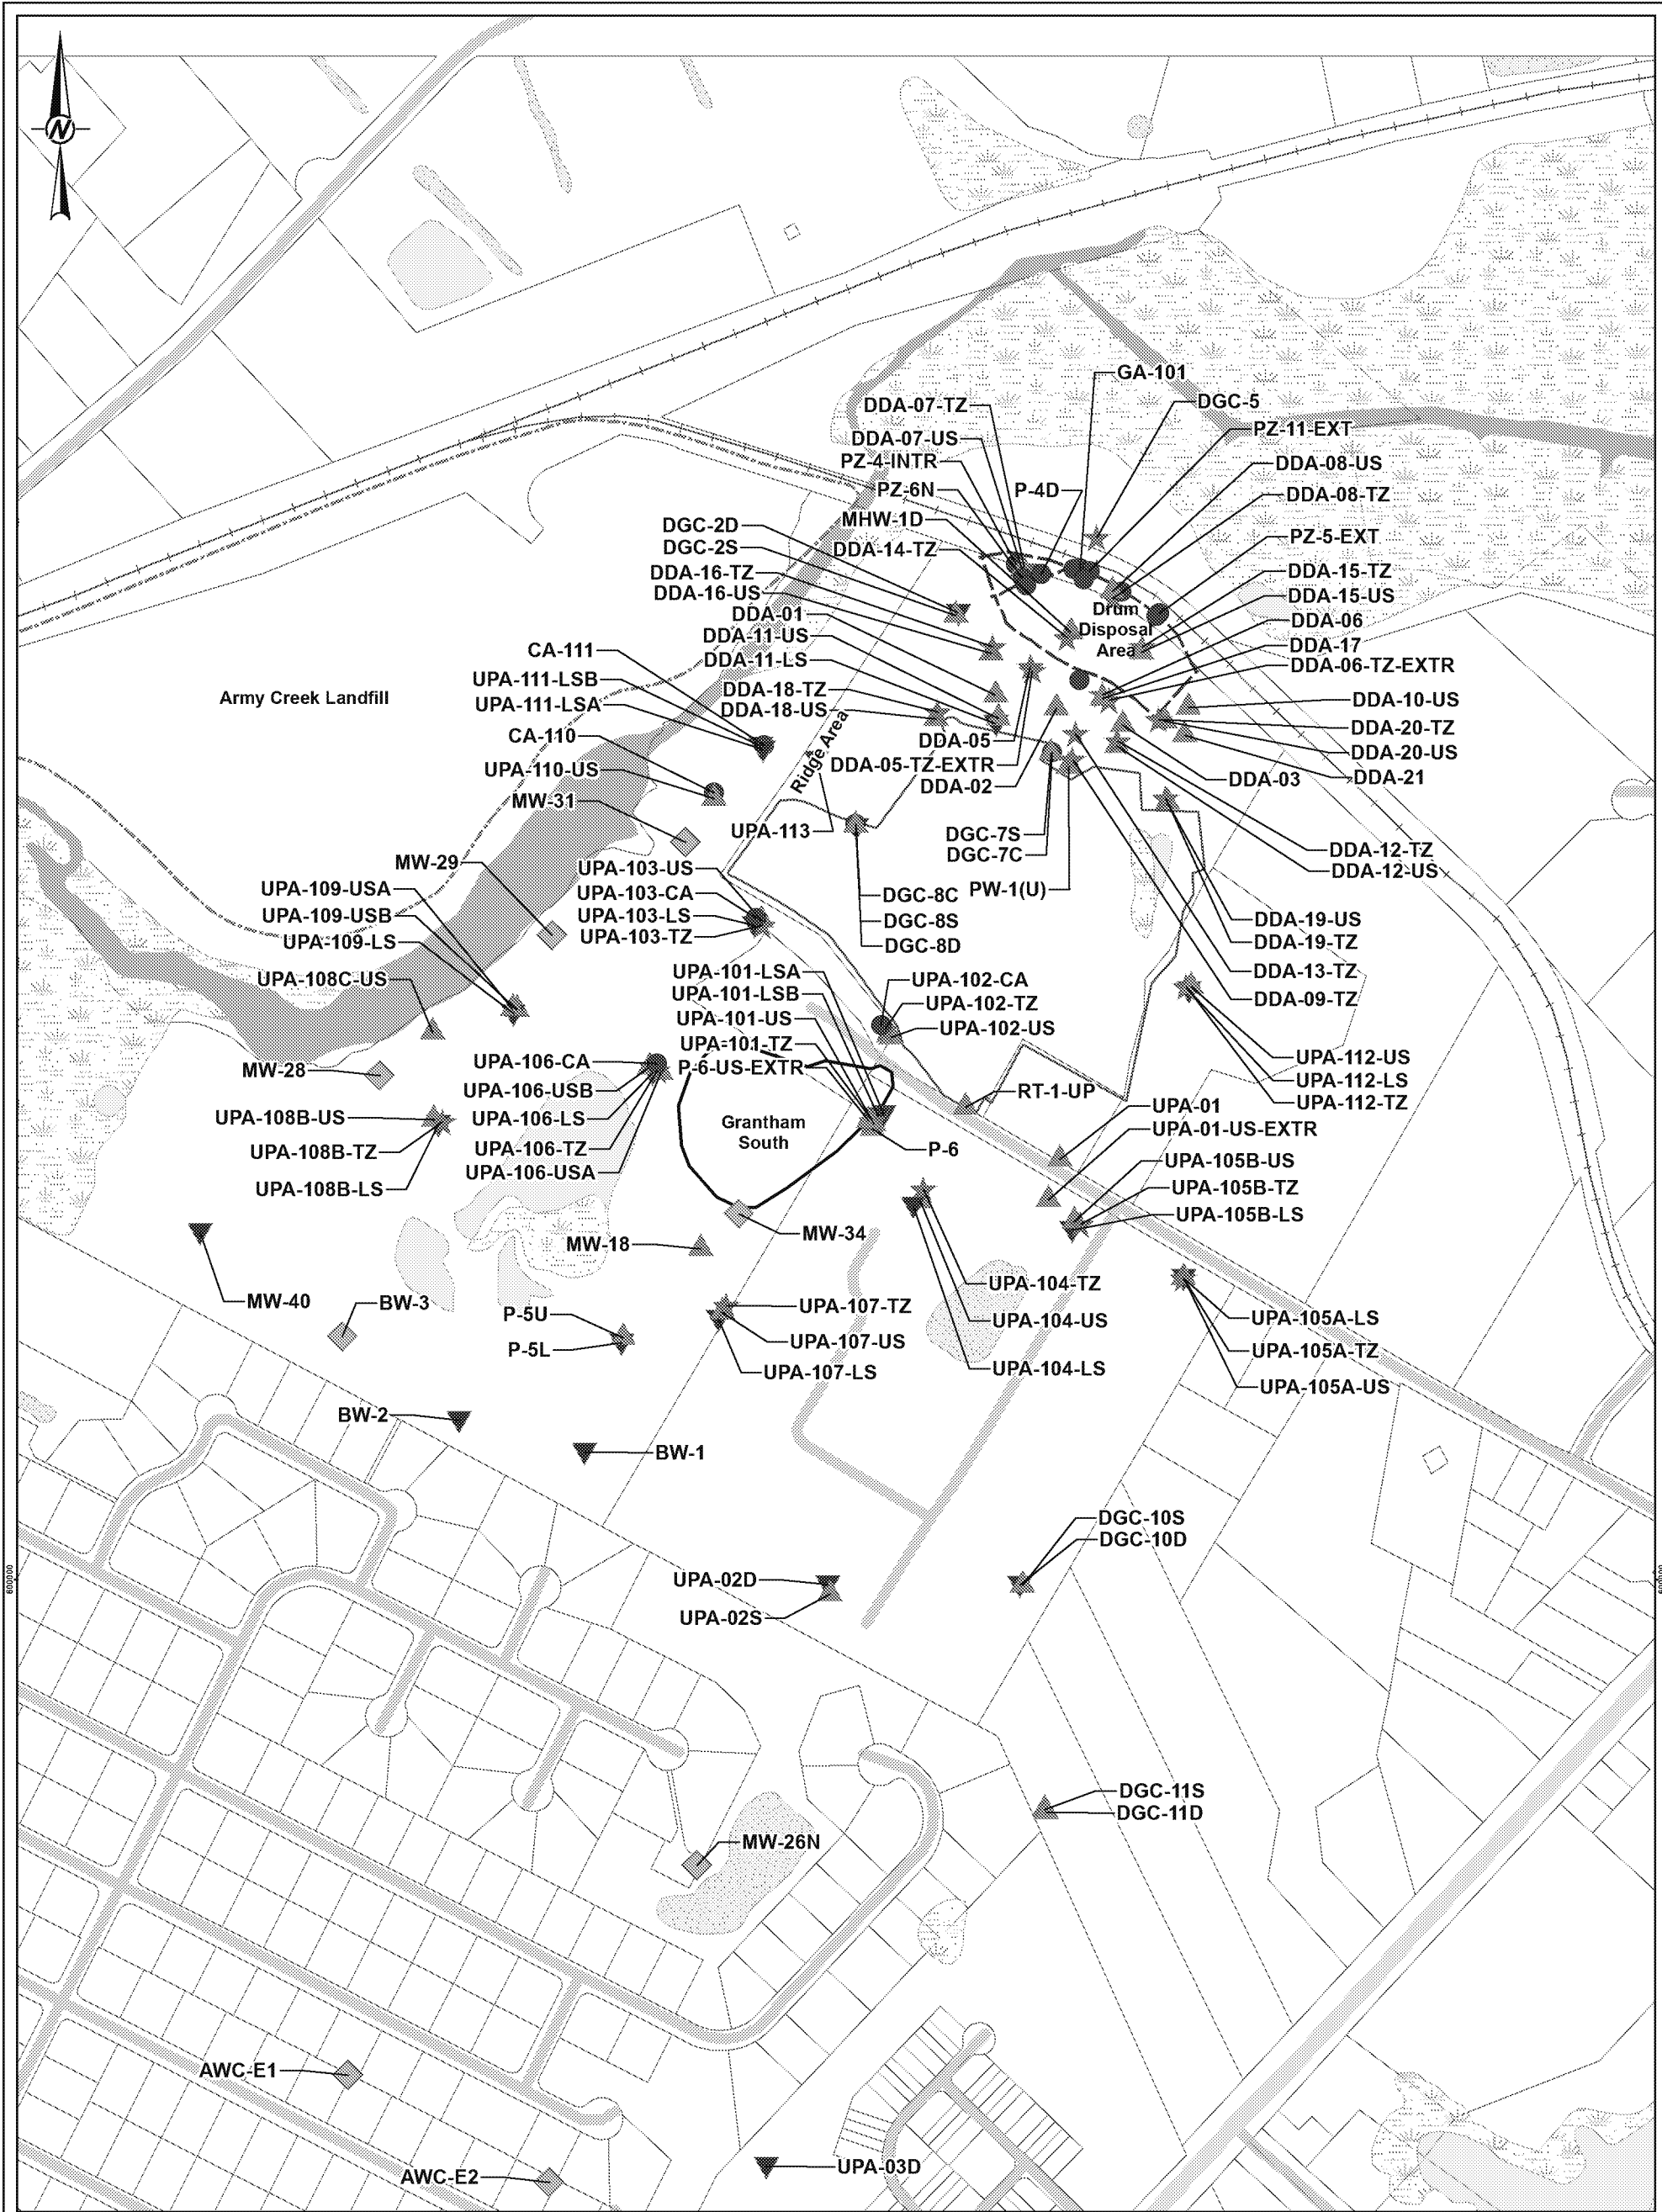 N
GA-101
DDA-07-TZ
DGC-5
PZ-11-EXT
DDA-07-US
PZ-4-INTR
DDA-08-US
PZ-6N
P-4D
DDA-08-TZ
MHW-1D
DGC-2D
PZ-5-EXT
DGC-2S
DDA-14-TZ
DDA-16-TZ
DDA-15-TZ
DDA-16-US
DDA-15-US
DDA-01
Drum
Disposal
Area
DDA-06
DDA-11-US
DDA-17
CA-111
DDA-11-LS
DDA-06-TZ-EXTR
UPA-111-LSB
DDA-18-TZ
Army Creek Landfill
DDA-10-US
UPA-111-LSA
DDA-18-US
DDA-20-TZ
CA-110
DDA-05
DDA-20-US
Ridge Area
UPA-110-US
DDA-05-TZ-EXTR
DDA-03
DDA-21
DDA-02
MW-31
UPA-113
DGC-7S
DGC-7C
DDA-12-TZ
DDA-12-US
MW-29
UPA-103-US
UPA-109-USA
UPA-103-CA
DGC-8C
PW-1(U)
UPA-109-USB
UPA-103-LS
DGC-8S
DDA-19-US
UPA-109-LS
UPA-103-TZ
DGC-8D
DDA-19-TZ
UPA-108C-US
UPA-101-LSA
UPA-102-CA
DDA-13-TZ
UPA-101-LSB
UPA-102-TZ
DDA-09-TZ
UPA-101-US
UPA-102-US
UPA-101-TZ
UPA-112-US
MW-28
UPA-106-CA
P-6-US-EXTR
UPA-112-LS
UPA-106-USB
RT-1-UP
UPA-112-TZ
UPA-108B-US
UPA-106-LS
Grantham
South
UPA-01
UPA-01-US-EXTR
UPA-108B-TZ
UPA-106-TZ
P-6
UPA-105B-US
UPA-106-USA
UPA-108B-LS
UPA-105B-TZ
UPA-105B-LS
MW-18
MW-34
UPA-104-TZ
MW-40
BW-3
P-5U
UPA-107-TZ
UPA-104-US
UPA-105A-LS
P-5L
UPA-107-US
UPA-105A-TZ
UPA-107-LS
UPA-104-LS
UPA-105A-US
BW-2
BW-1
DGC-10S
DGC-10D
600000
UPA-02D
600000
UPA-02S
DGC-11S
DGC-11D
MW-26N
AWC-E1
AWC-E2
UPA-03D